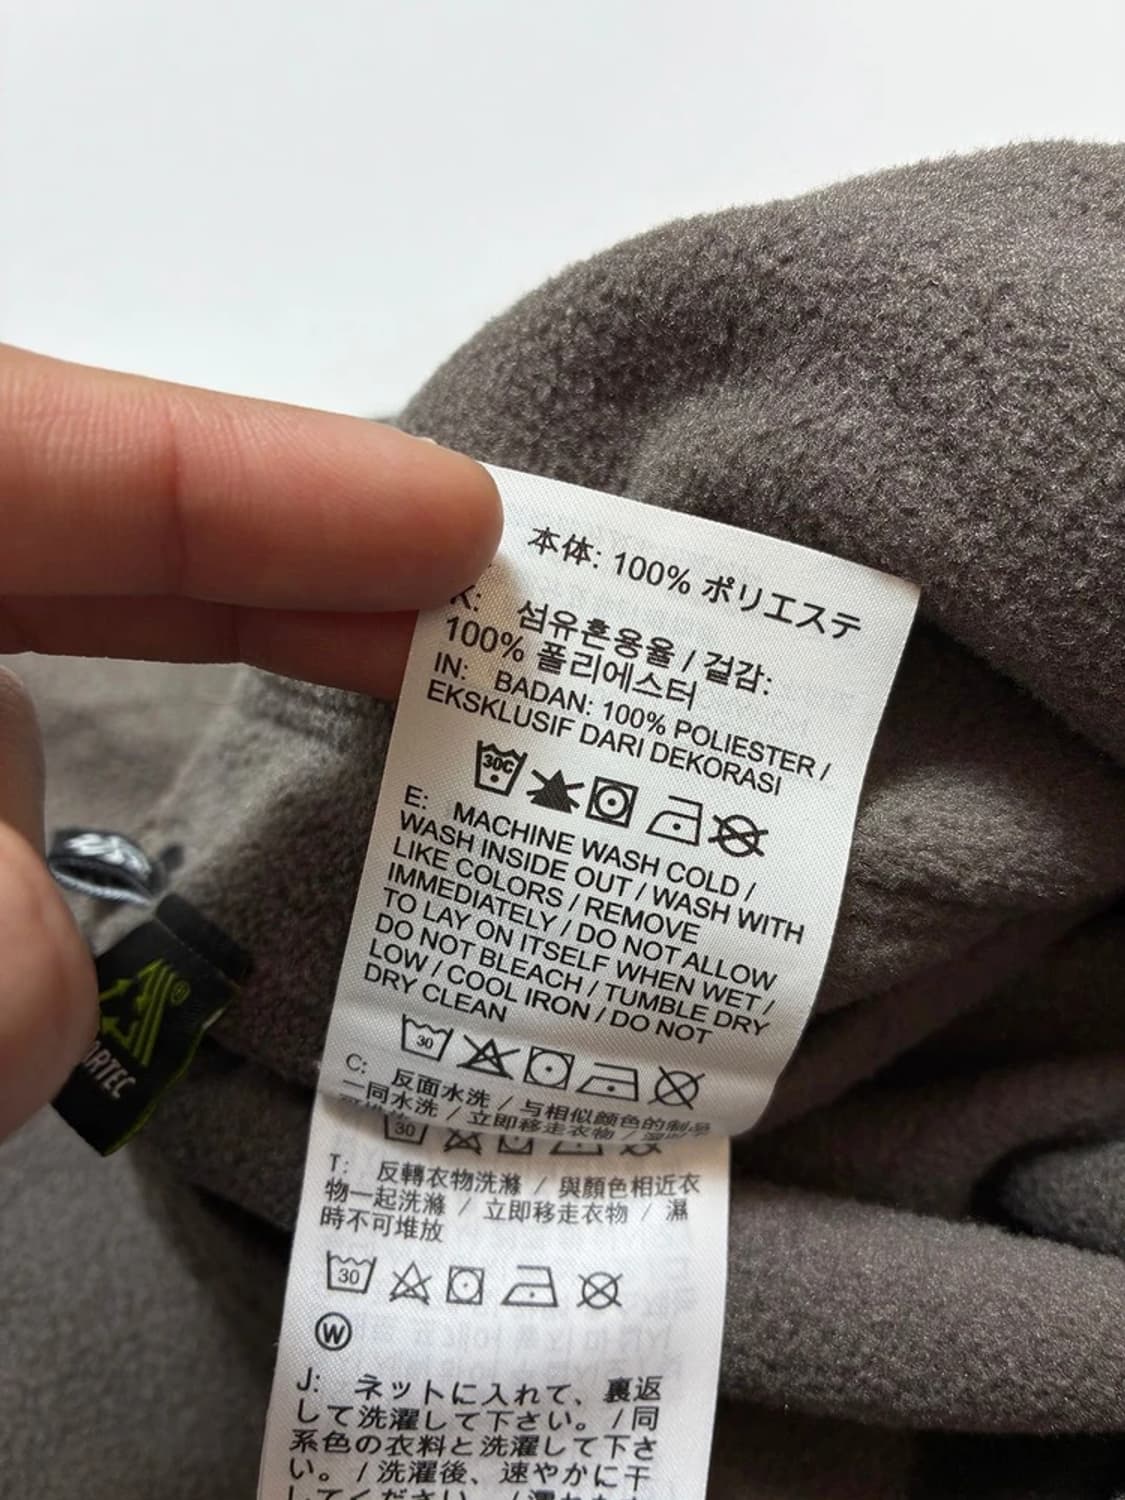 本体: 100% ポリエステ
K: 섬유혼용율 / 겉감:
100% 폴리에스터
IN: BADAN: 100% POLIESTER /
EKSKLUSIF DARI DEKORASI
30C
E: MACHINE WASH COLD /
WASH INSIDE OUT / WASH WITH
LIKE COLORS / REMOVE
IMMEDIATELY / DO NOT ALLOW
TO LAY ON ITSELF WHEN WET /
DO NOT BLEACH / TUMBLE DRY
LOW / COOL IRON / DO NOT
DRY CLEAN
30
C: 反面水洗 / 与相似颜色的制品
一同水洗 / 立即移走衣物 /
30
T: 反轉衣物洗滌 / 與顏色相近衣
物一起洗滌 / 立即移走衣物 / 濕
時不可堆放
30
W
J: ネットに入れて、裏返
して洗濯して下さい。 / 同
系色の衣料と洗濯して下さ
い。 / 洗濯後、速やかに干
してください。 /
®
RTEC